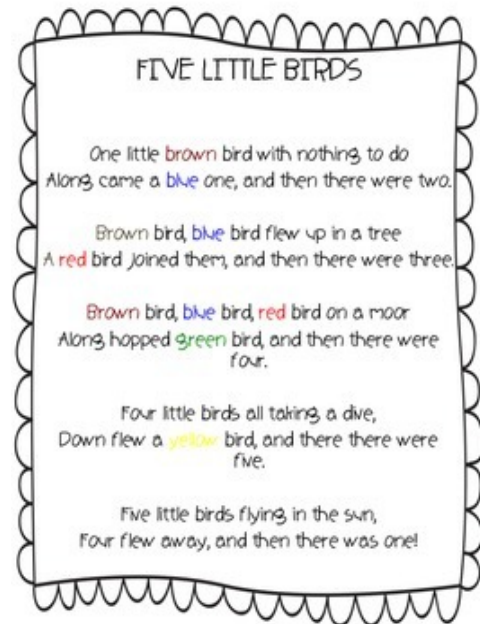 FIVE LITTLE BIRDS
One little brown bird with nothing to do
Along came a blue one, and then there were two.
Brown bird, blue bird flew up in a tree
A red bird joined them, and then there were three.
Brown bird, blue bird, red bird on a moor
Along hopped green bird, and then there were
four.
Four little birds all taking a dive,
Down flew a yellow bird, and there there were
five.
Five little birds flying in the sun,
Four flew away, and then there was one!